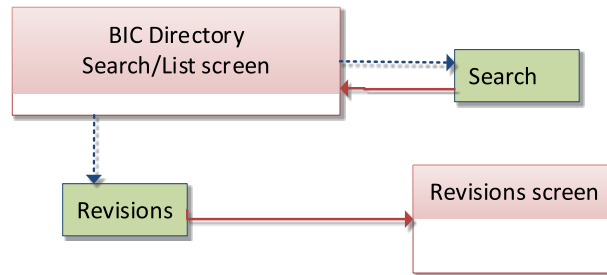 BIC Directory
Search/List screen
Search
Revisions
Revisions screen